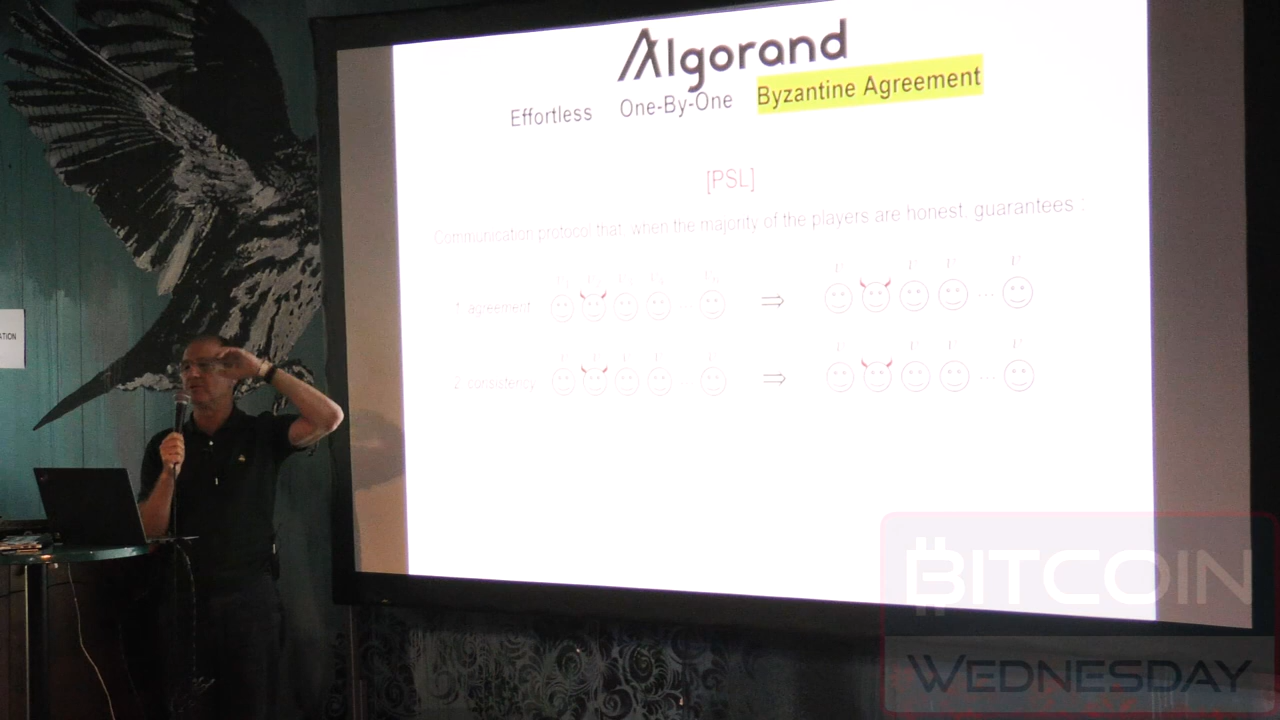 Algorand
Effortless One-By-One Byzantine Agreement
[PSL]
Communication protocol that, when the majority of the players are honest, guarantees :
1. agreement:
2. consistency:
BITCOIN
WEDNESDAY